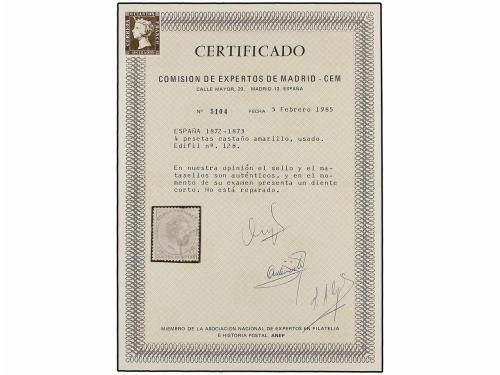 CERTIFICADO
COMISION DE EXPERTOS DE MADRID - CEM
CALLE MAYOR, 29. MADRID-13. ESPAÑA
Nº 5104 FECHA 5 Febrero 1985
ESPAÑA 1872-1873
4 pesetas castaño amarillo, usado.
Edifil nº. 128.
En nuestra opinión el sello y el ma-
tasellos son auténticos, y en el mo-
mento de su examen presenta un diente
corto. No está reparado.
MIEMBRO DE LA ASOCIACION NACIONAL DE EXPERTOS EN FILATELIA
E HISTORIA POSTAL. ANEP